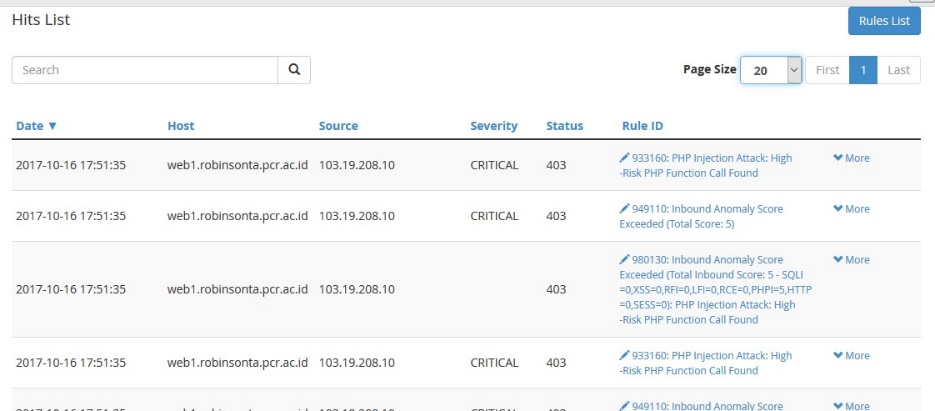 Hits List
Rules List
Search
Page Size 20 First 1 Last
Date ▼ Host Source Severity Status Rule ID
2017-10-16 17:51:35 web1.robinsonta.pcr.ac.id 103.19.208.10 CRITICAL 403 933160: PHP Injection Attack: High
-Risk PHP Function Call Found
More
2017-10-16 17:51:35 web1.robinsonta.pcr.ac.id 103.19.208.10 CRITICAL 403 949110: Inbound Anomaly Score
Exceeded (Total Score: 5)
More
2017-10-16 17:51:35 web1.robinsonta.pcr.ac.id 103.19.208.10 403 980130: Inbound Anomaly Score
Exceeded (Total Inbound Score: 5 - SQLI
=0,XSS=0,RFI=0,LFI=0,RCE=0,PHPI=5,HTTP
=0,SESS=0): PHP Injection Attack: High
-Risk PHP Function Call Found
More
2017-10-16 17:51:35 web1.robinsonta.pcr.ac.id 103.19.208.10 CRITICAL 403 933160: PHP Injection Attack: High
-Risk PHP Function Call Found
More
949110: Inbound Anomaly Score
More